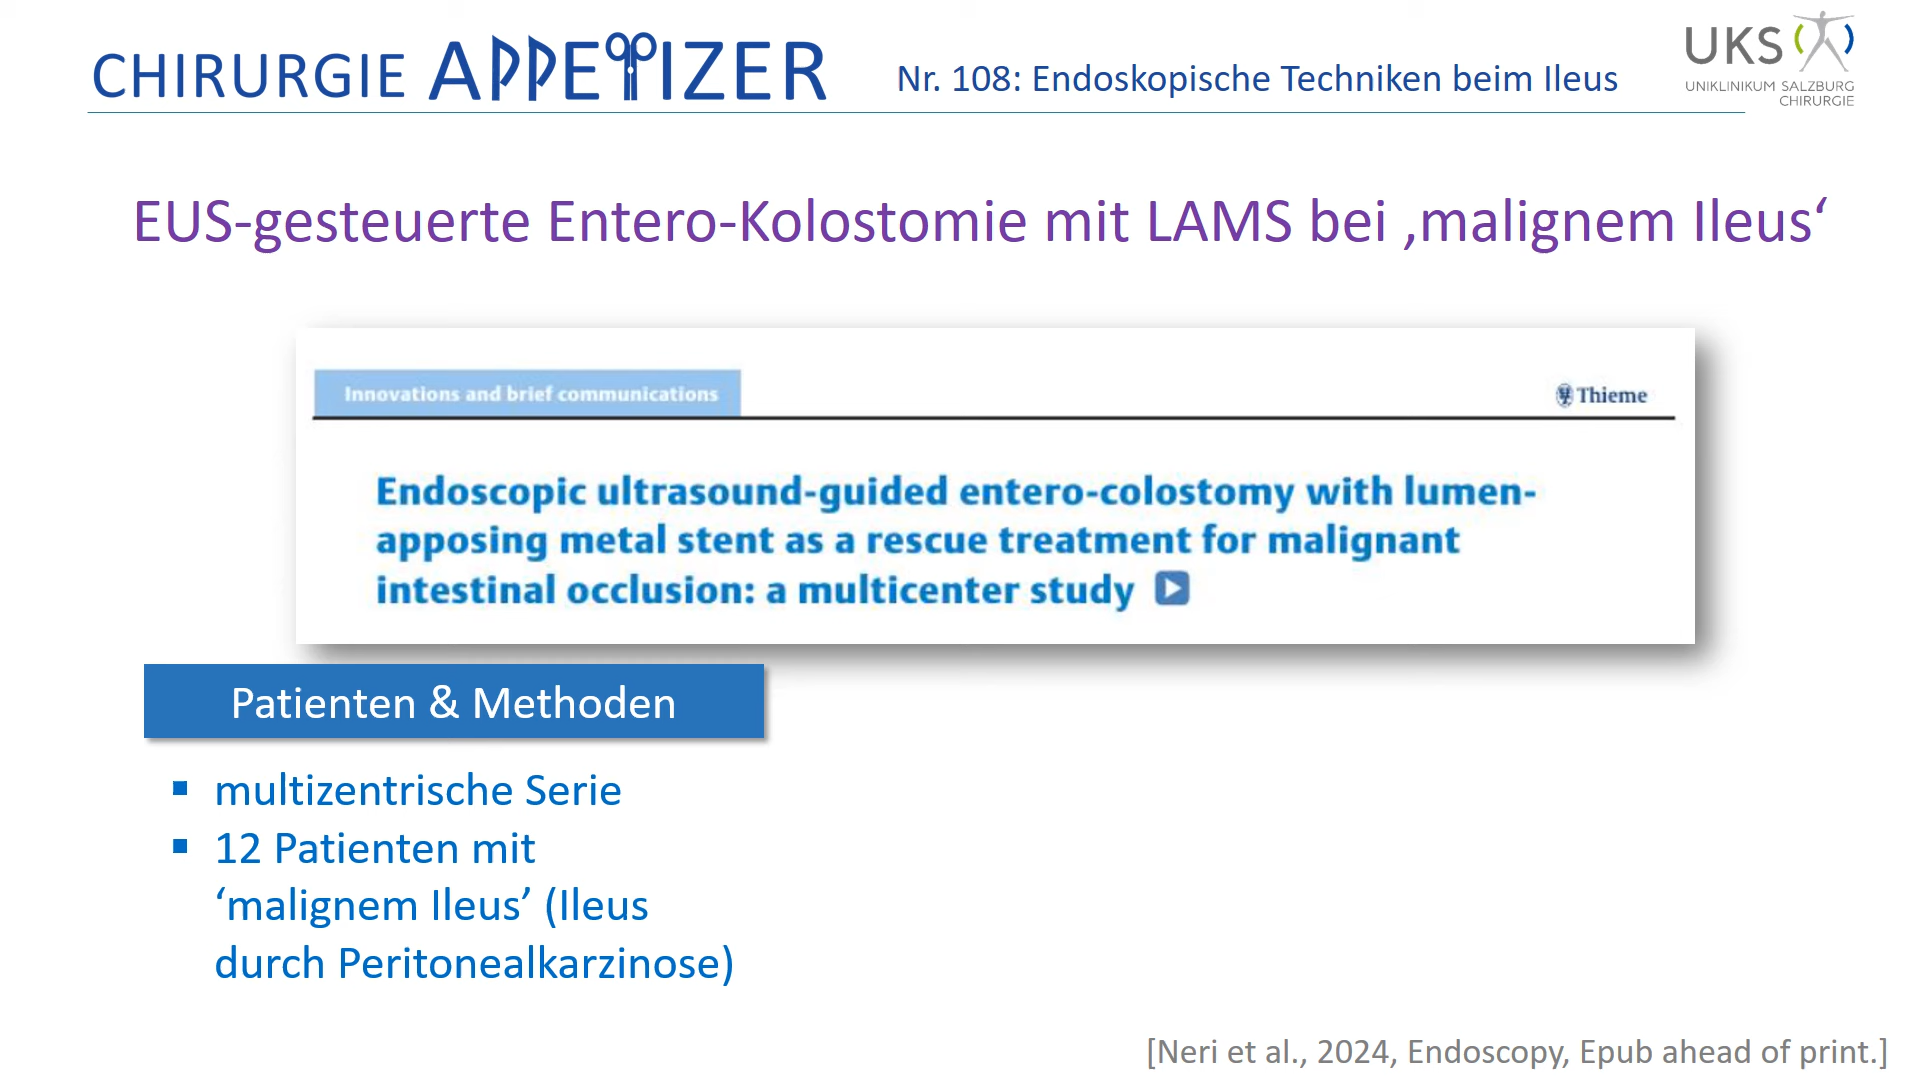 CHIRURGIE APPETIZER
Nr. 108: Endoskopische Techniken beim Ileus
UKS
UNIKLINIKUM SALZBURG
CHIRURGIE
EUS-gesteuerte Entero-Kolostomie mit LAMS bei ‚malignem Ileus‘
Innovations and brief communications
Thieme
Endoscopic ultrasound-guided entero-colostomy with lumen-
apposing metal stent as a rescue treatment for malignant
intestinal occlusion: a multicenter study
Patienten & Methoden
▪ multizentrische Serie
▪ 12 Patienten mit
‘malignem Ileus’ (Ileus
durch Peritonealkarzinose)
[Neri et al., 2024, Endoscopy, Epub ahead of print.]